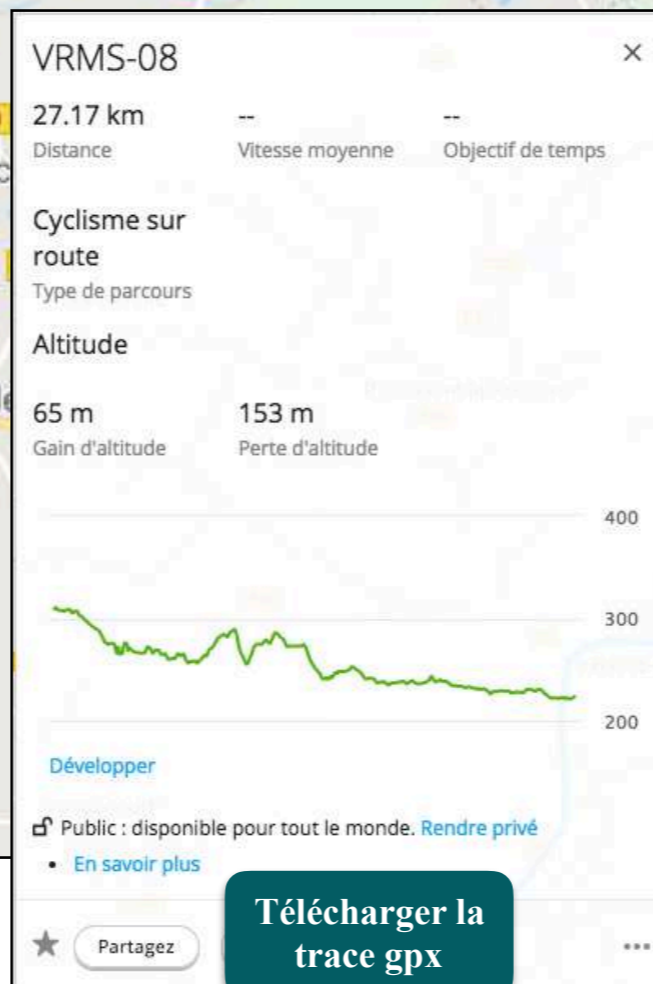 VRMS-08
×
27.17 km -- --
Distance Vitesse moyenne Objectif de temps
Cyclisme sur
route
Type de parcours
Altitude
65 m 153 m
Gain d'altitude Perte d'altitude
400
300
200
Développer
Public : disponible pour tout le monde. Rendre privé
• En savoir plus
Partagez
Télécharger la
trace gpx